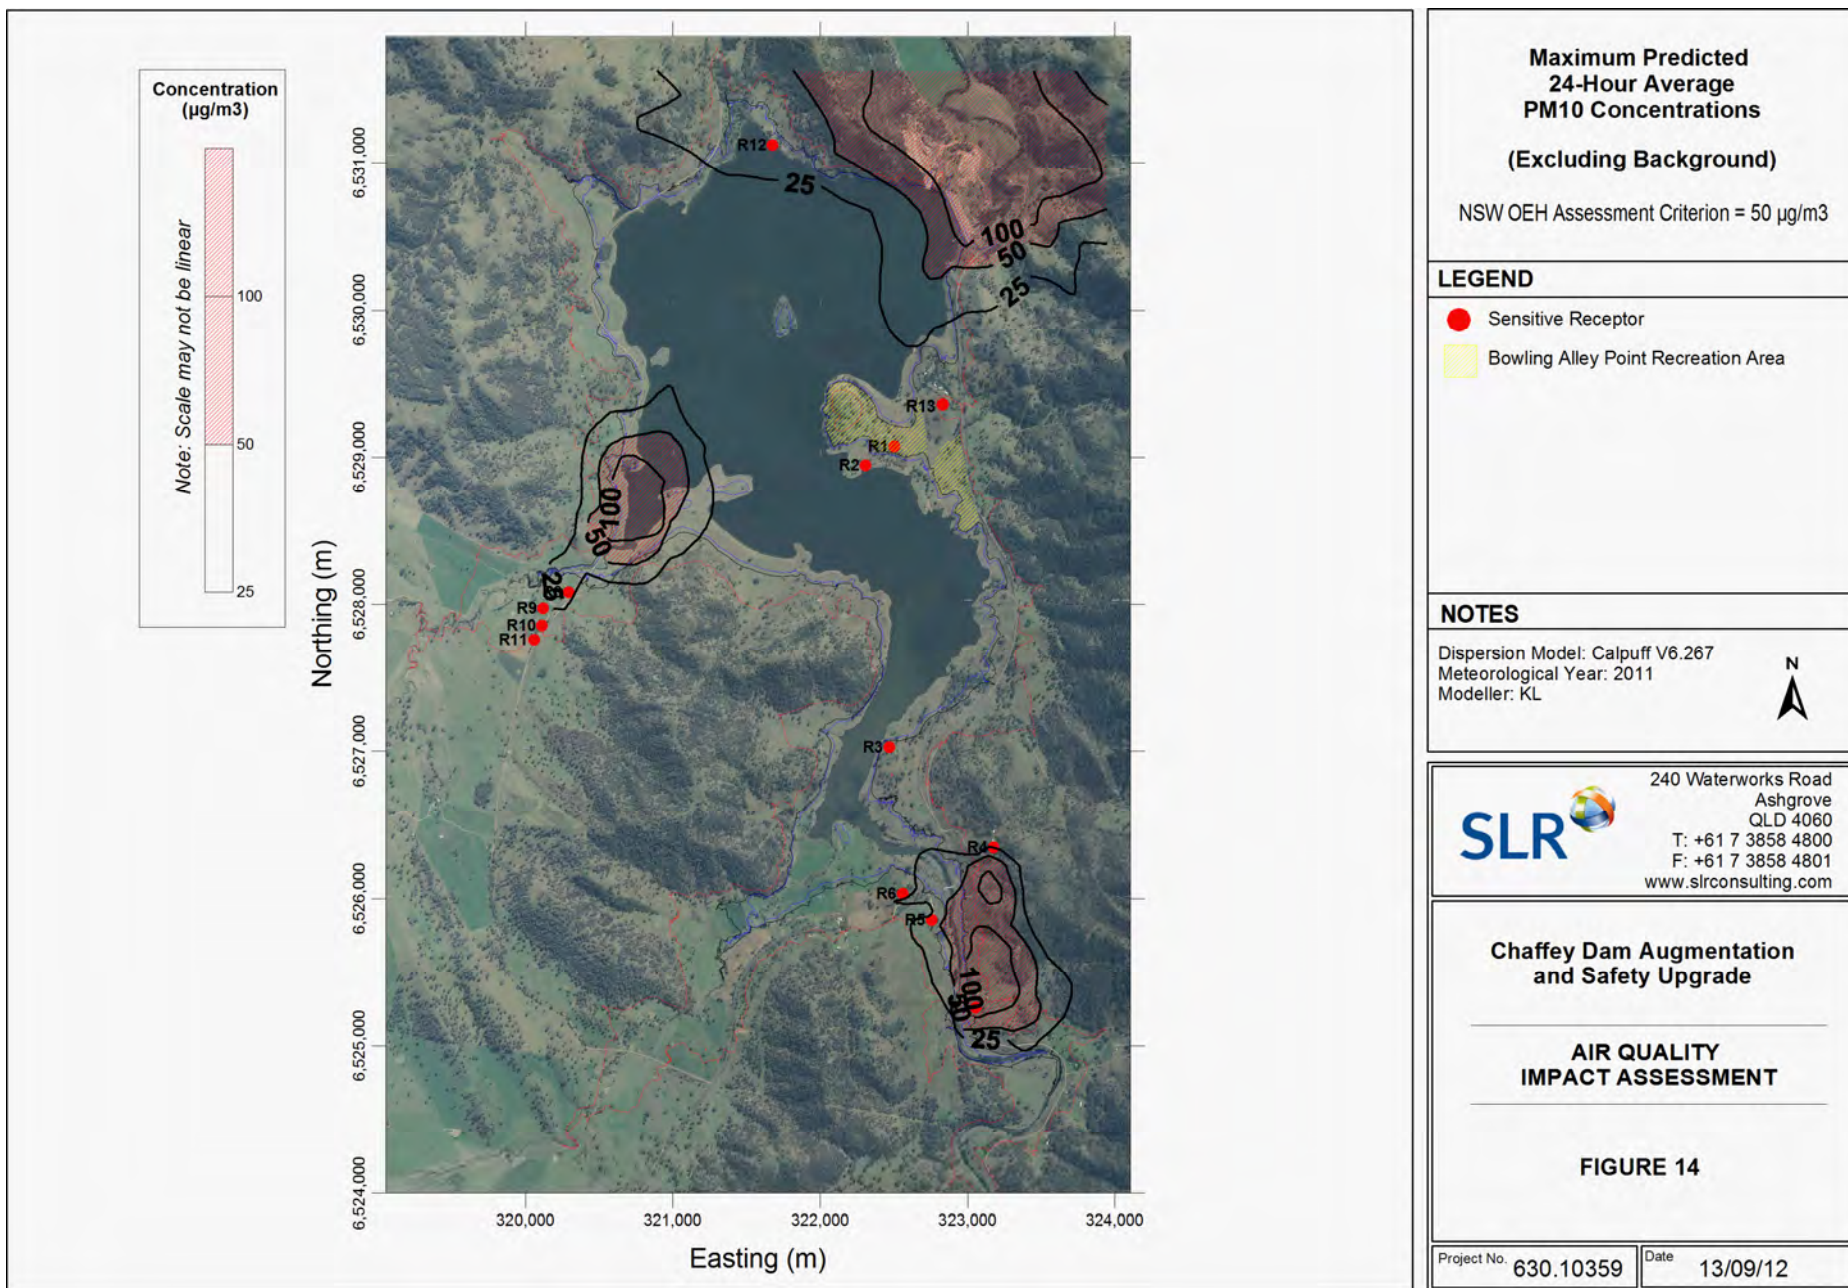 Concentration
(µg/m3)
Note: Scale may not be linear
100
50
25
Northing (m)
6,531,000
6,530,000
6,529,000
6,528,000
6,527,000
6,526,000
6,525,000
6,524,000
320,000
321,000
322,000
323,000
324,000
Easting (m)
R12
25
100
50
25
R13
R1
R2
100
50
25
R9
R10
R11
R3
R4
R6
R5
100
50
25
Maximum Predicted
24-Hour Average
PM10 Concentrations
(Excluding Background)
NSW OEH Assessment Criterion = 50 µg/m3
LEGEND
Sensitive Receptor
Bowling Alley Point Recreation Area
NOTES
Dispersion Model: Calpuff V6.267
Meteorological Year: 2011
Modeller: KL
N
SLR
240 Waterworks Road
Ashgrove
QLD 4060
T: +61 7 3858 4800
F: +61 7 3858 4801
www.slrconsulting.com
Chaffey Dam Augmentation
and Safety Upgrade
AIR QUALITY
IMPACT ASSESSMENT
FIGURE 14
Project No. 630.10359
Date 13/09/12